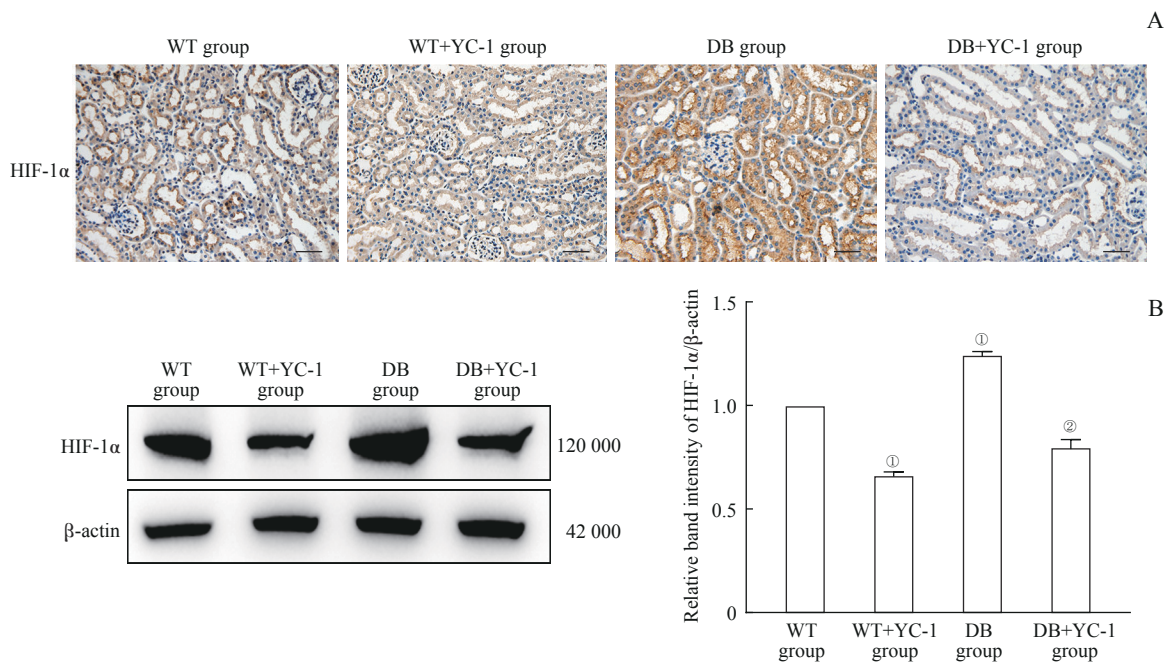 A
WT group
WT+YC-1 group
DB group
DB+YC-1 group
HIF-1α
B
WT
group
WT+YC-1
group
DB
group
DB+YC-1
group
HIF-1α
120 000
β-actin
42 000
Relative band intensity of HIF-1α/β-actin
1.5
1.0
0.5
0
①
①
②
WT
group
WT+YC-1
group
DB
group
DB+YC-1
group